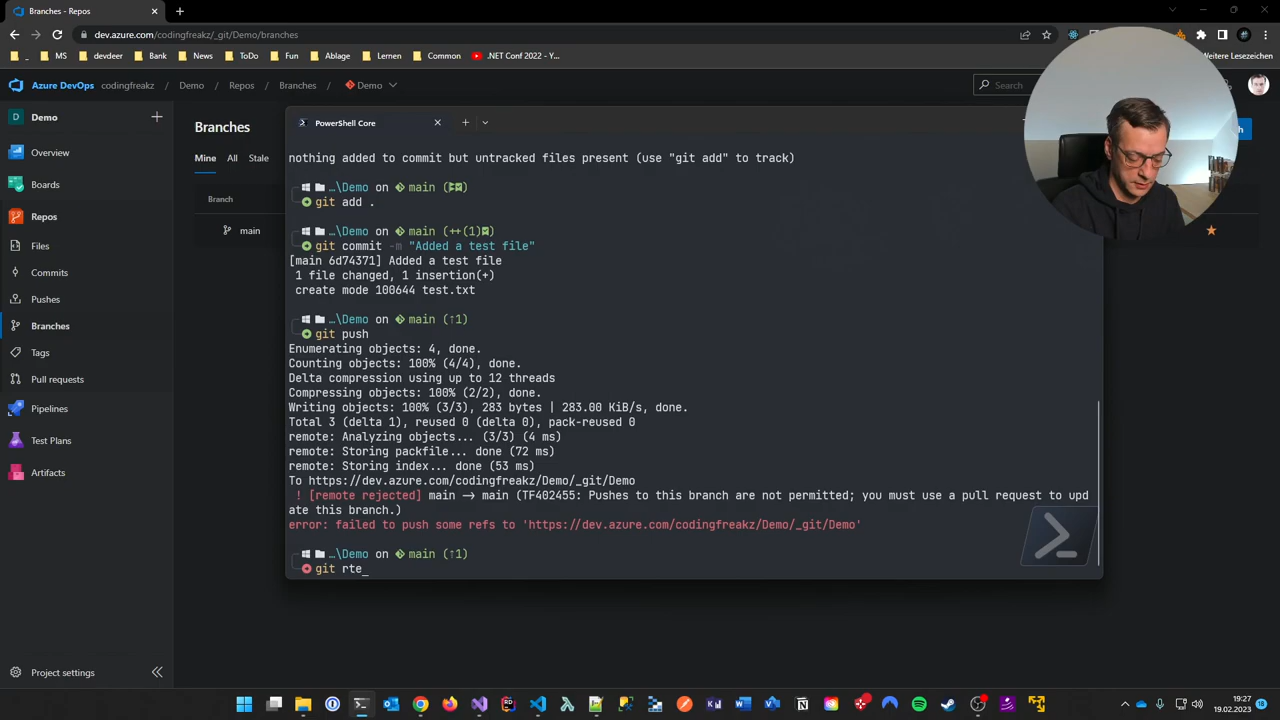 Branches - Repos
dev.azure.com/codingfreakz/_git/Demo/branches
MS
devdeer
Bank
News
ToDo
Fun
Ablage
Lernen
Common
.NET Conf 2022 - Y...
Weitere Lesezeichen
Azure DevOps
codingfreakz
Demo
Repos
Branches
Demo
Search
D
Demo
Overview
Boards
Repos
Files
Commits
Pushes
Branches
Tags
Pull requests
Pipelines
Test Plans
Artifacts
Project settings
Branches
Mine
All
Stale
Branch
main
PowerShell Core
nothing added to commit but untracked files present (use "git add" to track)
…\Demo on main
git add .
…\Demo on main (++(1)
git commit -m "Added a test file"
[main 6d74371] Added a test file
1 file changed, 1 insertion(+)
create mode 100644 test.txt
…\Demo on main (↑1)
git push
Enumerating objects: 4, done.
Counting objects: 100% (4/4), done.
Delta compression using up to 12 threads
Compressing objects: 100% (2/2), done.
Writing objects: 100% (3/3), 283 bytes | 283.00 KiB/s, done.
Total 3 (delta 1), reused 0 (delta 0), pack-reused 0
remote: Analyzing objects... (3/3) (4 ms)
remote: Storing packfile... done (72 ms)
remote: Storing index... done (53 ms)
To https://dev.azure.com/codingfreakz/Demo/_git/Demo
! [remote rejected] main → main (TF402455: Pushes to this branch are not permitted; you must use a pull request to upd
ate this branch.)
error: failed to push some refs to 'https://dev.azure.com/codingfreakz/Demo/_git/Demo'
…\Demo on main (↑1)
git rte_
19:27
19.02.2023